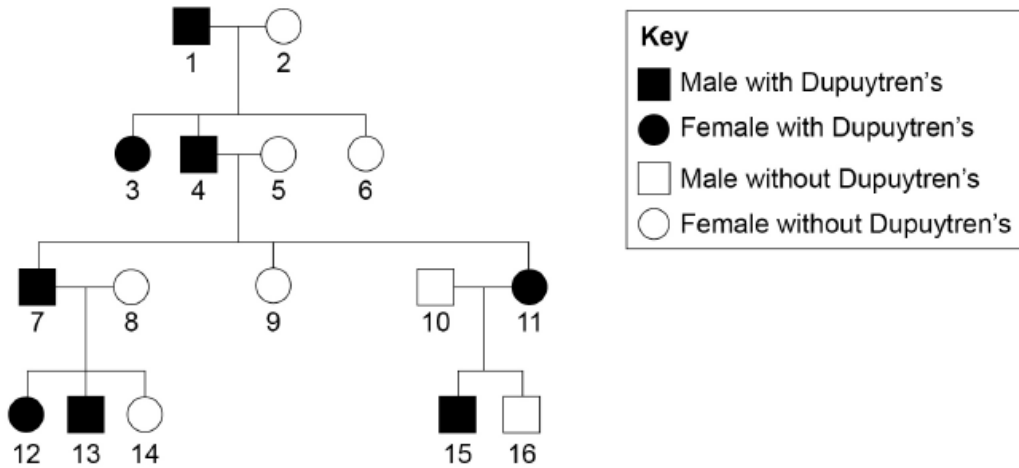 Key
Male with Dupuytren's
Female with Dupuytren's
Male without Dupuytren's
Female without Dupuytren's
1 2
3 4 5 6
7 8 9 10 11
12 13 14 15 16